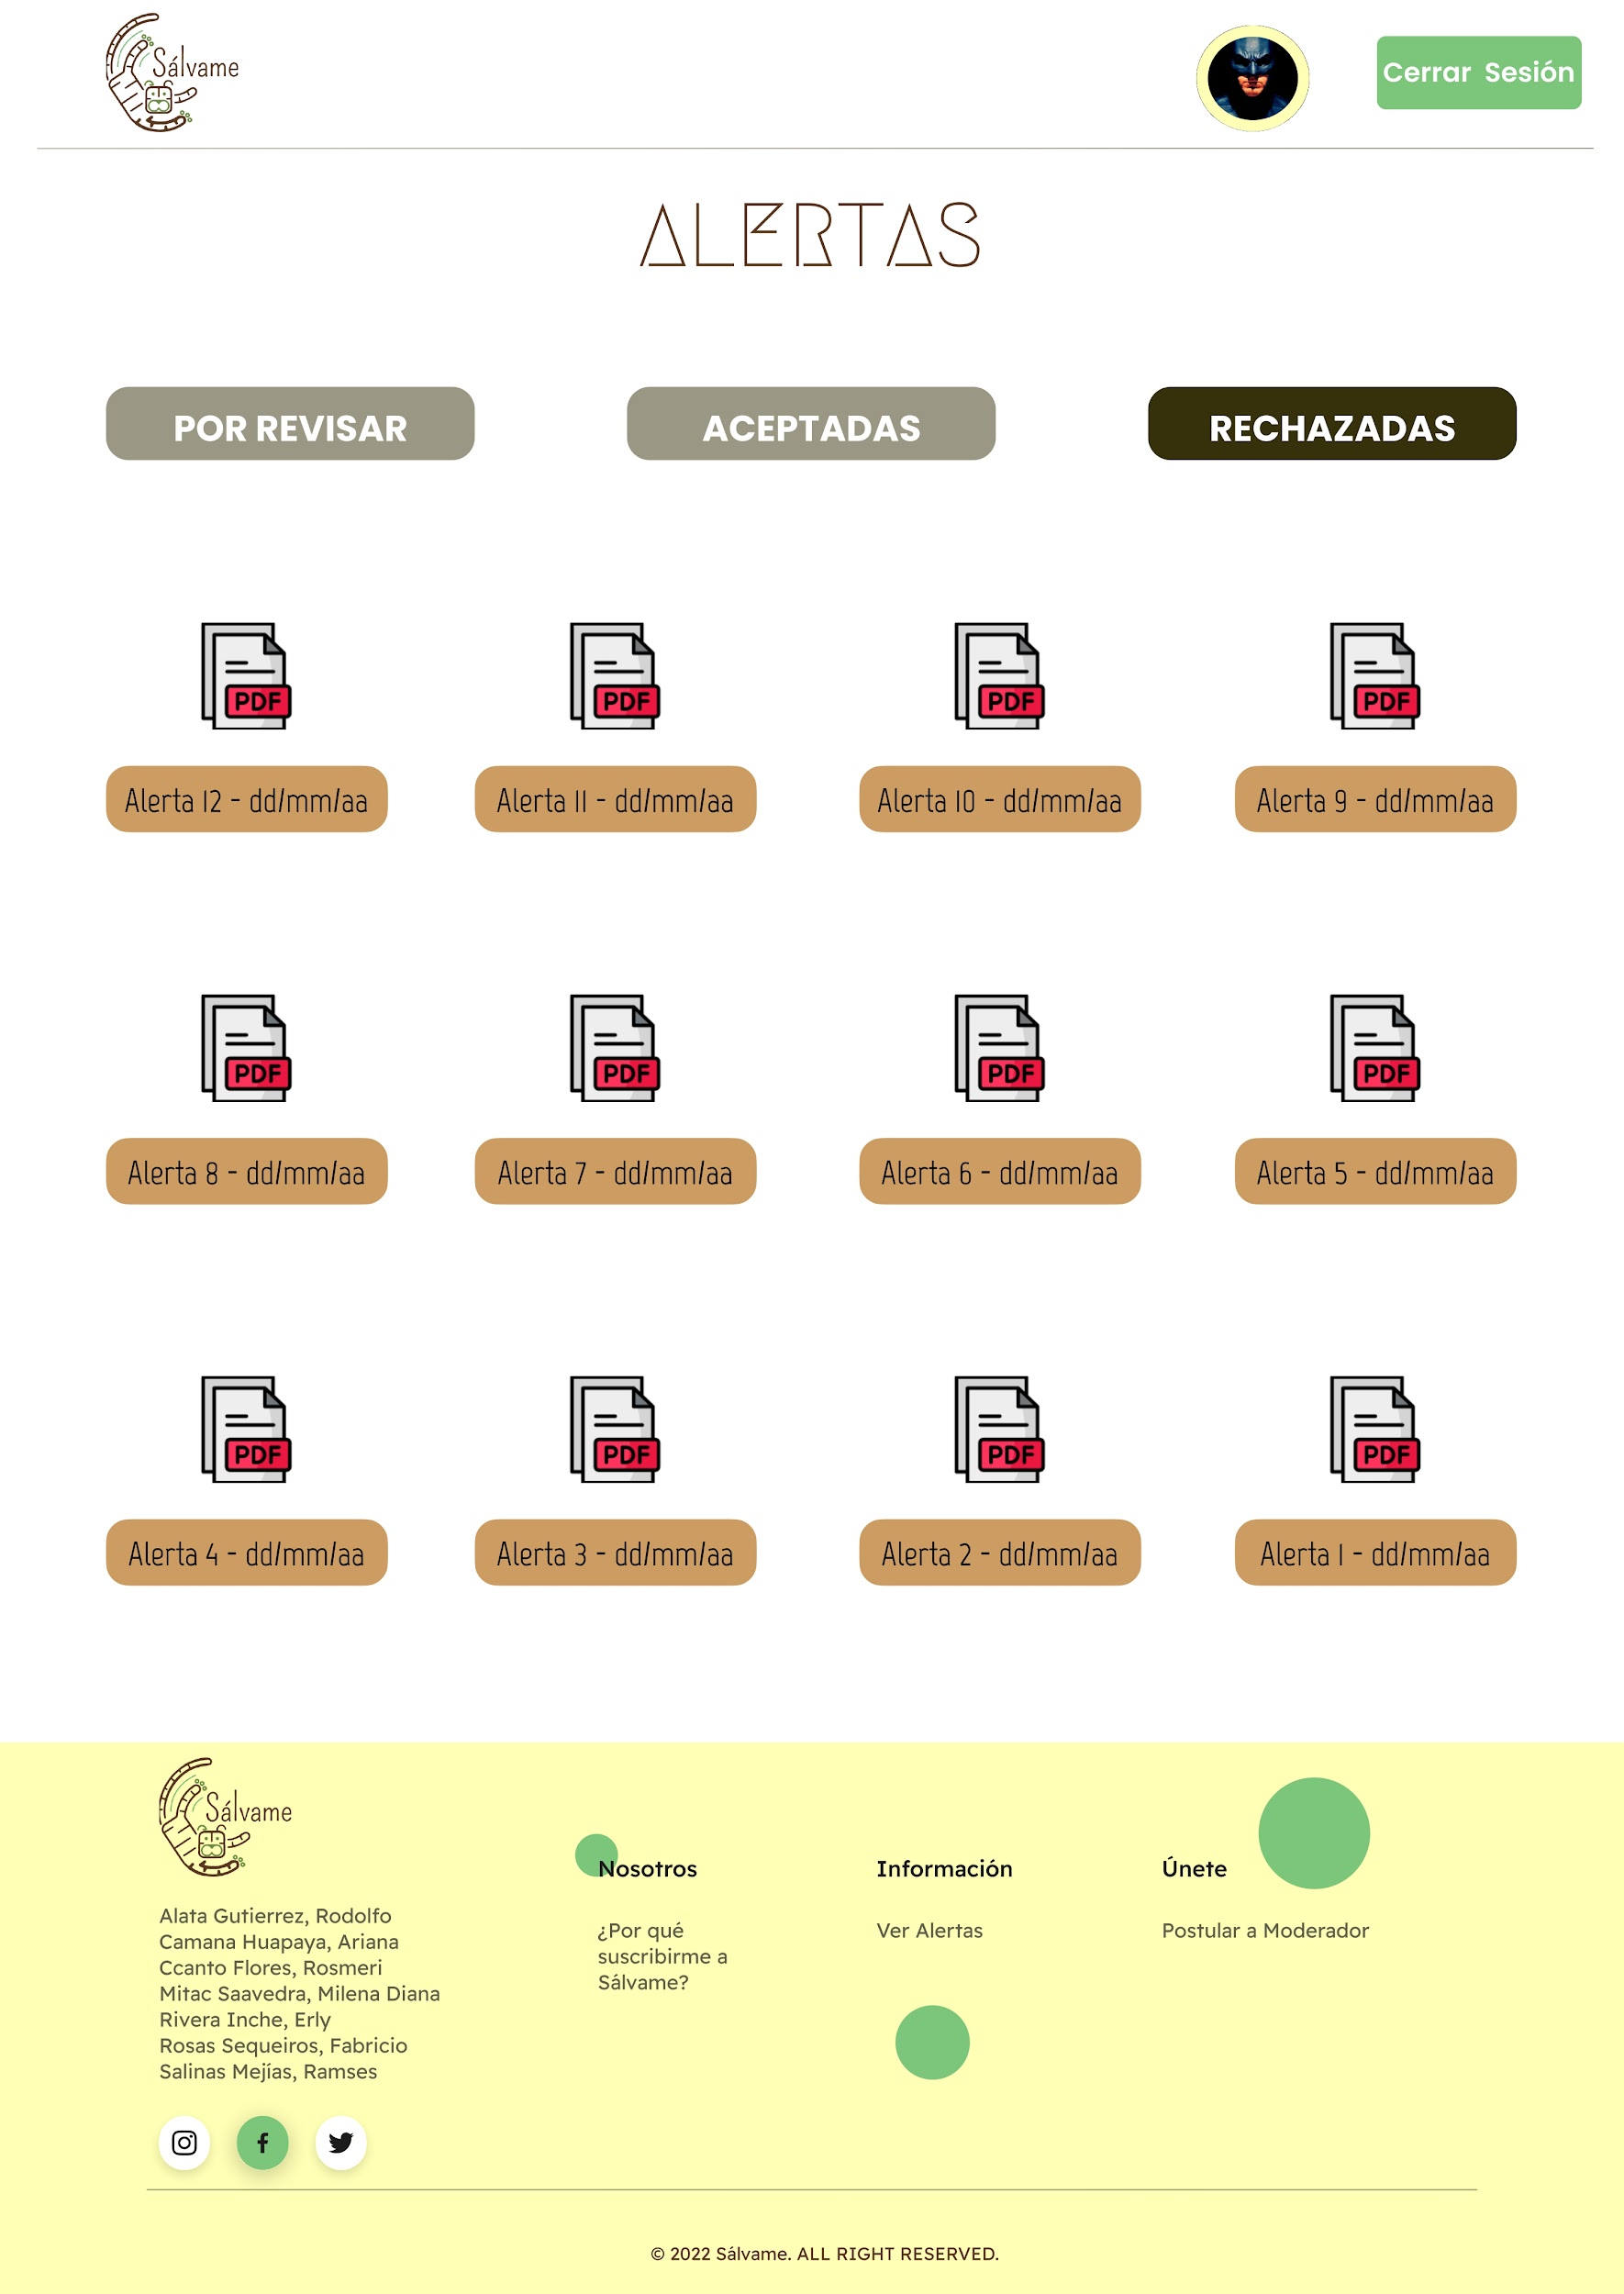 Sálvame
Cerrar Sesión
ALERTAS
POR REVISAR
ACEPTADAS
RECHAZADAS
PDF
PDF
PDF
PDF
Alerta 12 - dd/mm/aa
Alerta 11 - dd/mm/aa
Alerta 10 - dd/mm/aa
Alerta 9 - dd/mm/aa
PDF
PDF
PDF
PDF
Alerta 8 - dd/mm/aa
Alerta 7 - dd/mm/aa
Alerta 6 - dd/mm/aa
Alerta 5 - dd/mm/aa
PDF
PDF
PDF
PDF
Alerta 4 - dd/mm/aa
Alerta 3 - dd/mm/aa
Alerta 2 - dd/mm/aa
Alerta 1 - dd/mm/aa
Sálvame
Alata Gutierrez, Rodolfo
Camana Huapaya, Ariana
Ccanto Flores, Rosmeri
Mitac Saavedra, Milena Diana
Rivera Inche, Erly
Rosas Sequeiros, Fabricio
Salinas Mejías, Ramses
Nosotros
¿Por qué
suscribirme a
Sálvame?
Información
Ver Alertas
Únete
Postular a Moderador
© 2022 Sálvame. ALL RIGHT RESERVED.